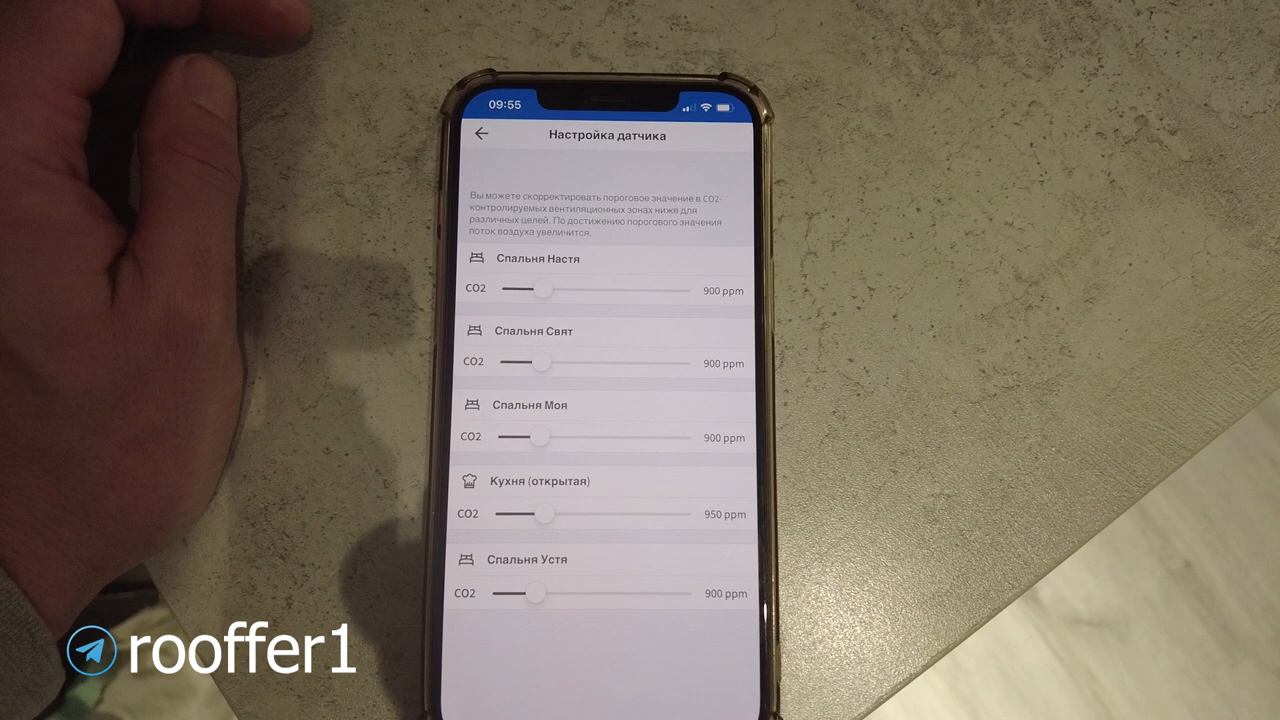 09:55
Настройка датчика
Вы можете скорректировать пороговое значение в CO2-
контролируемых вентиляционных зонах ниже для
различных целей. По достижению порогового значения
поток воздуха увеличится.
Спальня Настя
CO2 900 ppm
Спальня Свят
CO2 900 ppm
Спальня Моя
CO2 900 ppm
Кухня (открытая)
CO2 950 ppm
Спальня Устя
CO2 900 ppm
rooffer1